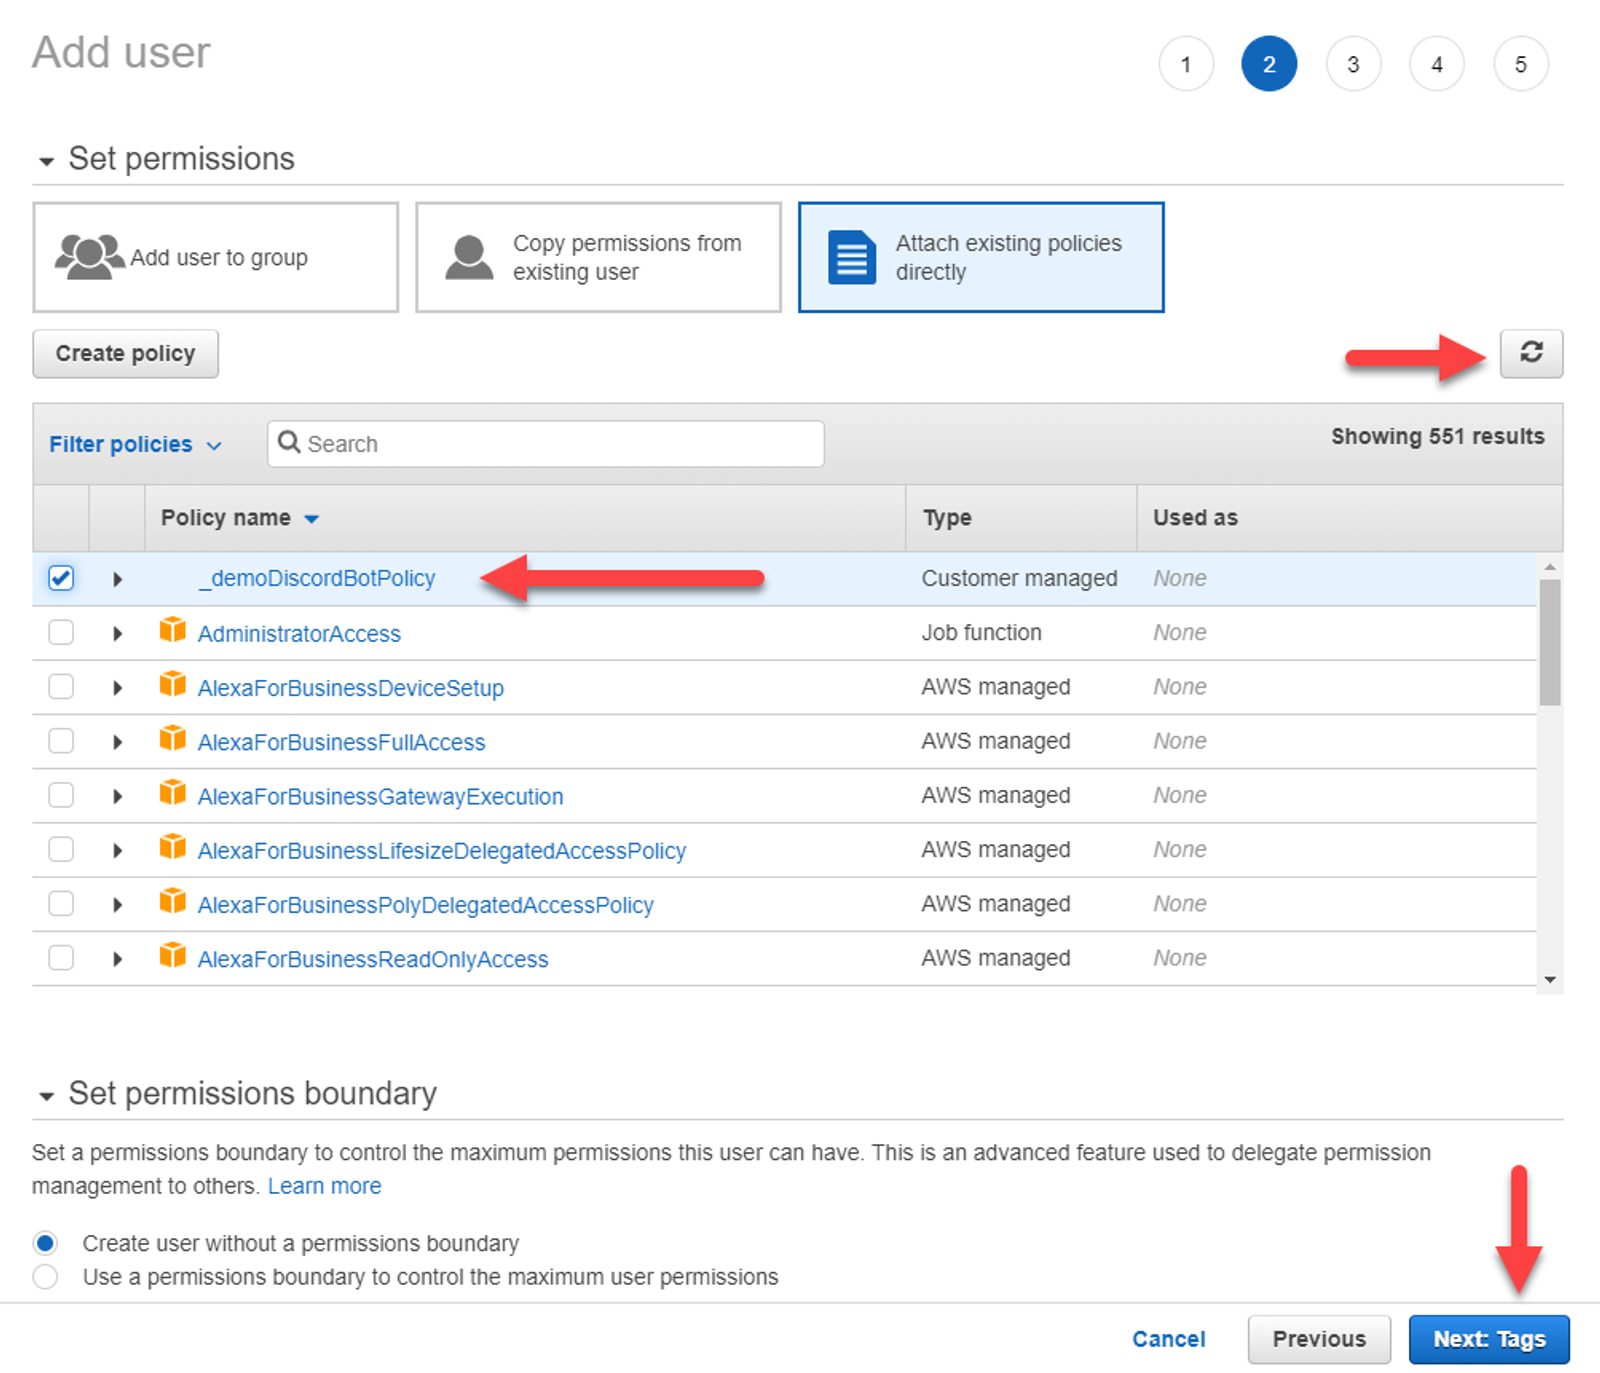 Add user
1 2 3 4 5
Set permissions
Add user to group
Copy permissions from
existing user
Attach existing policies
directly
Create policy
Filter policies
Search
Showing 551 results
Policy name Type Used as
_demoDiscordBotPolicy Customer managed None
AdministratorAccess Job function None
AlexaForBusinessDeviceSetup AWS managed None
AlexaForBusinessFullAccess AWS managed None
AlexaForBusinessGatewayExecution AWS managed None
AlexaForBusinessLifesizeDelegatedAccessPolicy AWS managed None
AlexaForBusinessPolyDelegatedAccessPolicy AWS managed None
AlexaForBusinessReadOnlyAccess AWS managed None
Set permissions boundary
Set a permissions boundary to control the maximum permissions this user can have. This is an advanced feature used to delegate permission
management to others. Learn more
Create user without a permissions boundary
Use a permissions boundary to control the maximum user permissions
Cancel Previous Next: Tags